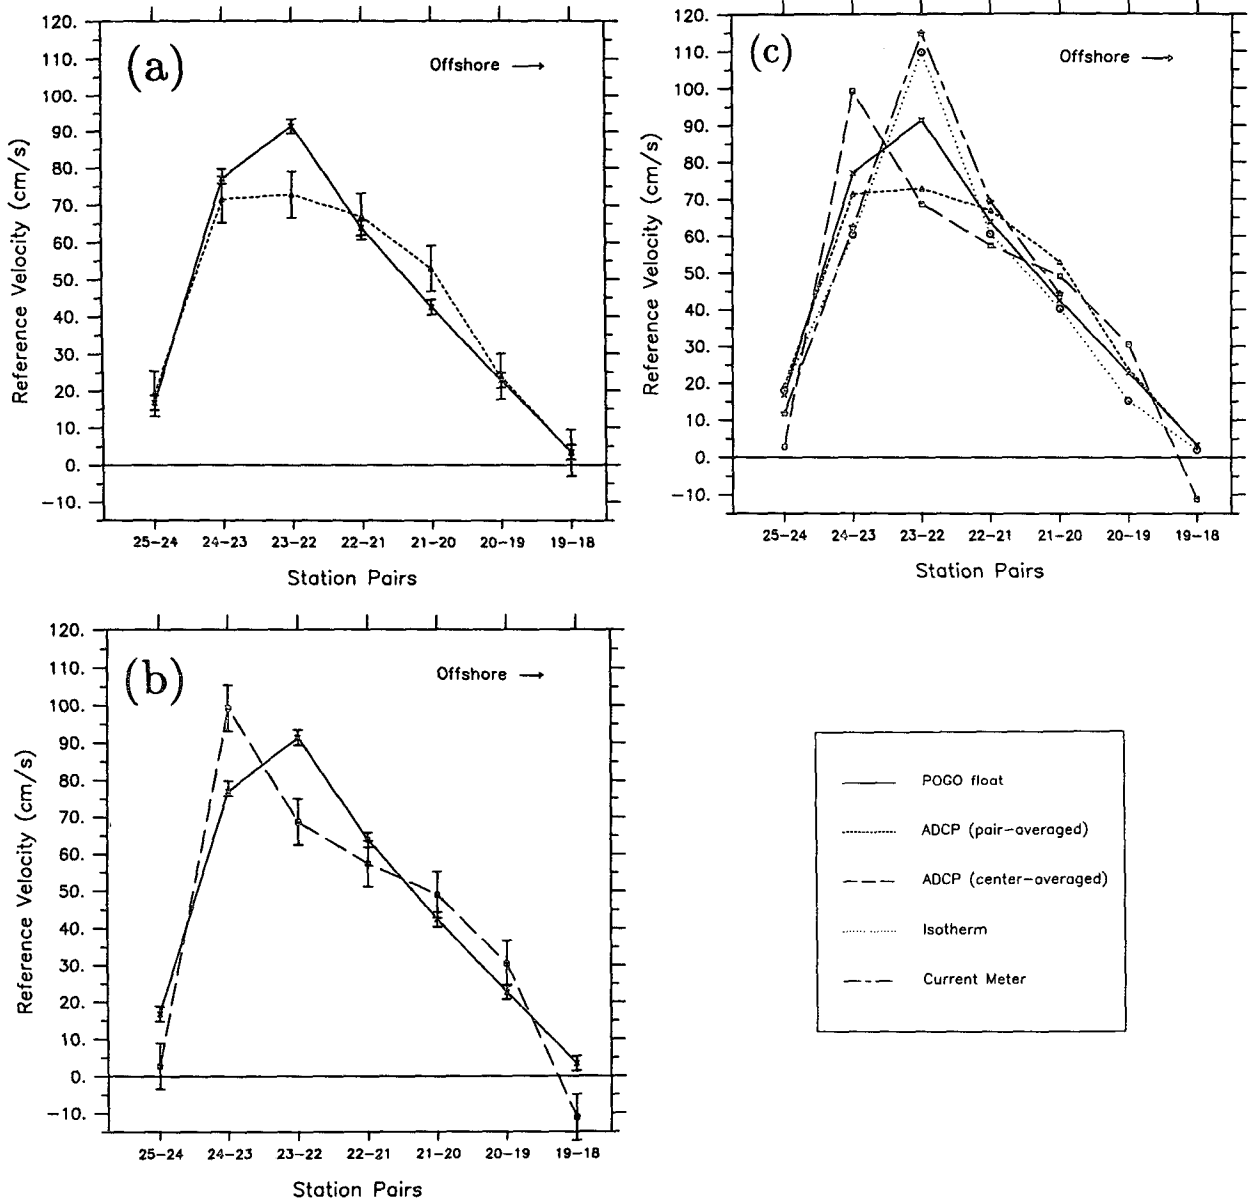 (a)
Offshore
Reference Velocity (cm/s)
120.
110.
100.
90.
80.
70.
60.
50.
40.
30.
20.
10.
0.
-10.
25-24 24-23 23-22 22-21 21-20 20-19 19-18
Station Pairs
(c)
Offshore
Reference Velocity (cm/s)
120.
110.
100.
90.
80.
70.
60.
50.
40.
30.
20.
10.
0.
-10.
25-24 24-23 23-22 22-21 21-20 20-19 19-18
Station Pairs
(b)
Offshore
Reference Velocity (cm/s)
120.
110.
100.
90.
80.
70.
60.
50.
40.
30.
20.
10.
0.
-10.
25-24 24-23 23-22 22-21 21-20 20-19 19-18
Station Pairs
POGO float
ADCP (pair-averaged)
ADCP (center-averaged)
Isotherm
Current Meter